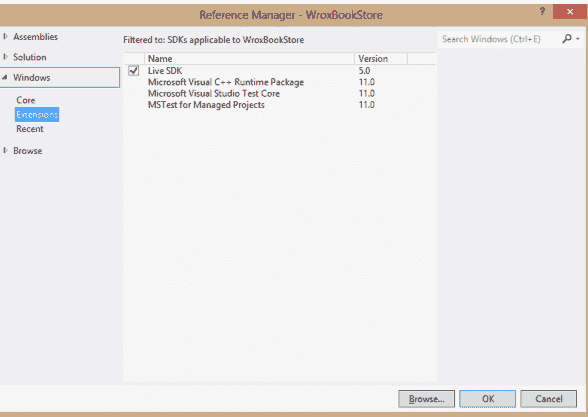 Reference Manager - WroxBookStore
?
Assemblies
Solution
Windows
Core
Extensions
Recent
Browse
Filtered to: SDKs applicable to WroxBookStore
Search Windows (Ctrl+E)
Name Version
Live SDK 5.0
Microsoft Visual C++ Runtime Package 11.0
Microsoft Visual Studio Test Core 11.0
MSTest for Managed Projects 11.0
Browse... OK Cancel